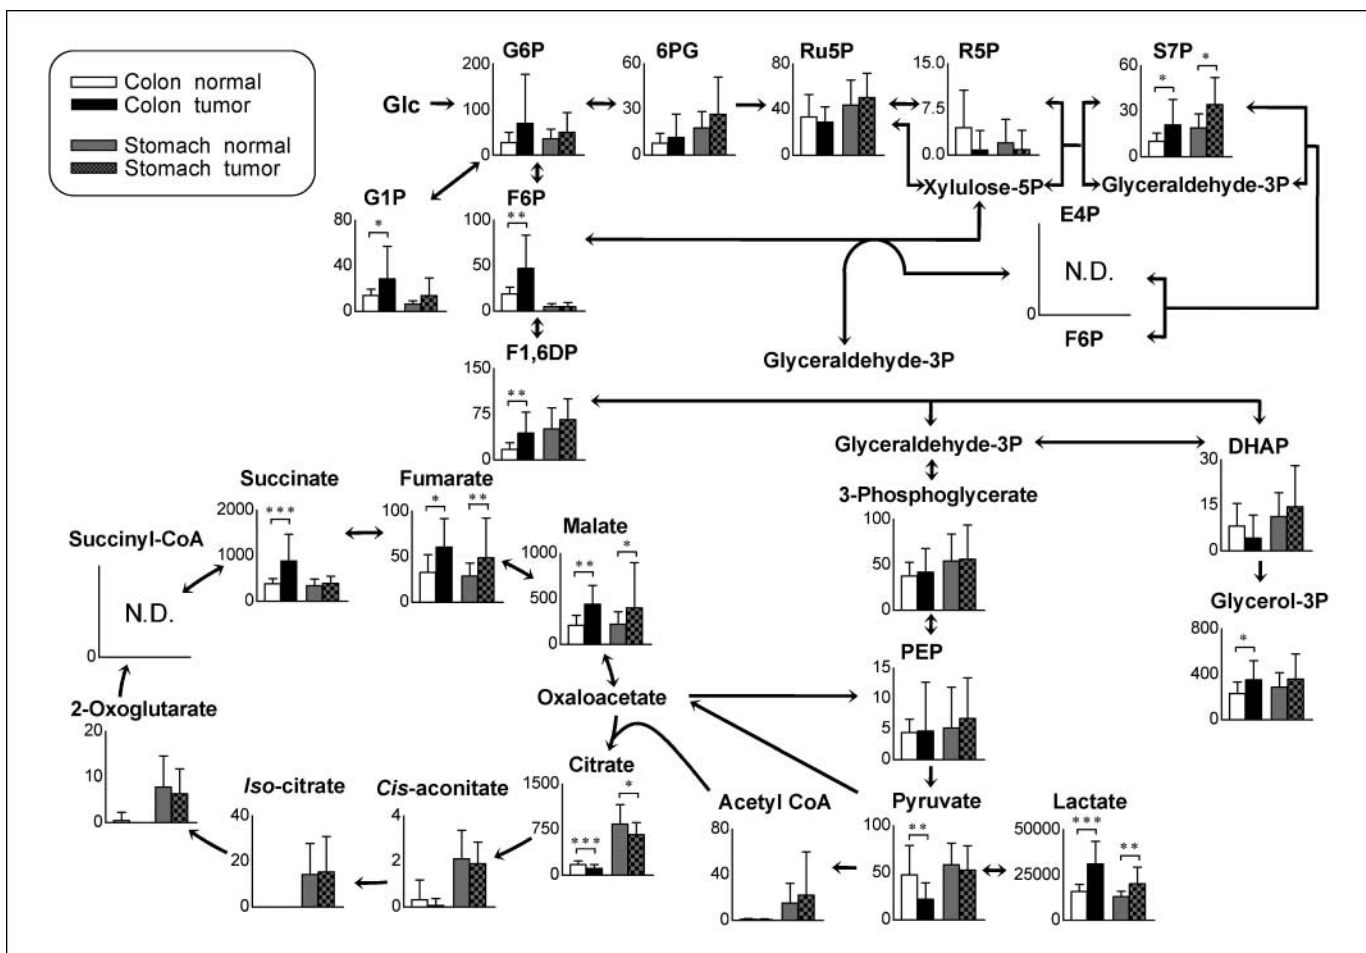 Colon normal
Colon tumor
Stomach normal
Stomach tumor
Glc
G6P
200
100
0
6PG
60
30
0
Ru5P
80
40
0
R5P
15.0
7.5
0.0
S7P
60
30
0
* *
Xylulose-5P
Glyceraldehyde-3P
G1P
80
40
0
*
F6P
100
50
0
**
E4P
N.D.
0
F6P
Glyceraldehyde-3P
F1,6DP
150
75
0
**
Glyceraldehyde-3P
DHAP
30
15
0
3-Phosphoglycerate
100
50
0
Glycerol-3P
800
400
0
*
Succinate
2000
1000
0
***
Fumarate
100
50
0
* **
Malate
1000
500
0
** *
Succinyl-CoA
N.D.
0
PEP
15
10
5
0
Oxaloacetate
2-Oxoglutarate
20
10
0
Iso-citrate
40
20
0
Cis-aconitate
4
2
0
Citrate
1500
750
0
*** *
Acetyl CoA
80
40
0
Pyruvate
100
50
0
**
Lactate
50000
25000
0
*** **